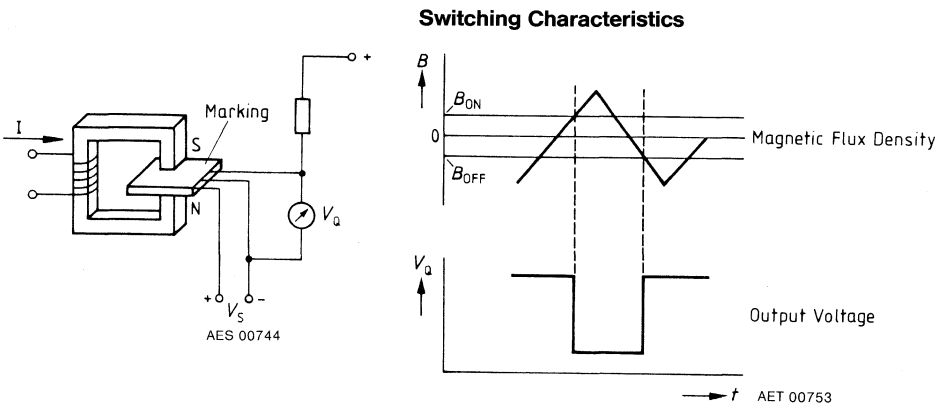 Switching Characteristics
I
Marking
S
N
+
V_Q
+ V_S -
AES 00744
B
B_ON
0
B_OFF
Magnetic Flux Density
V_Q
Output Voltage
t
AET 00753